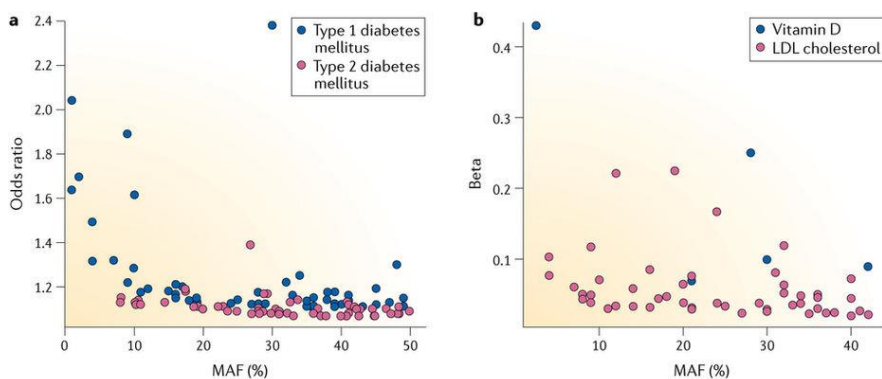 a
2.4
2.2
2.0
1.8
1.6
1.4
1.2
Odds ratio
0
10
20
30
40
50
MAF (%)
Type 1 diabetes
mellitus
Type 2 diabetes
mellitus
b
0.4
0.3
0.2
0.1
Beta
10
20
30
40
MAF (%)
Vitamin D
LDL cholesterol